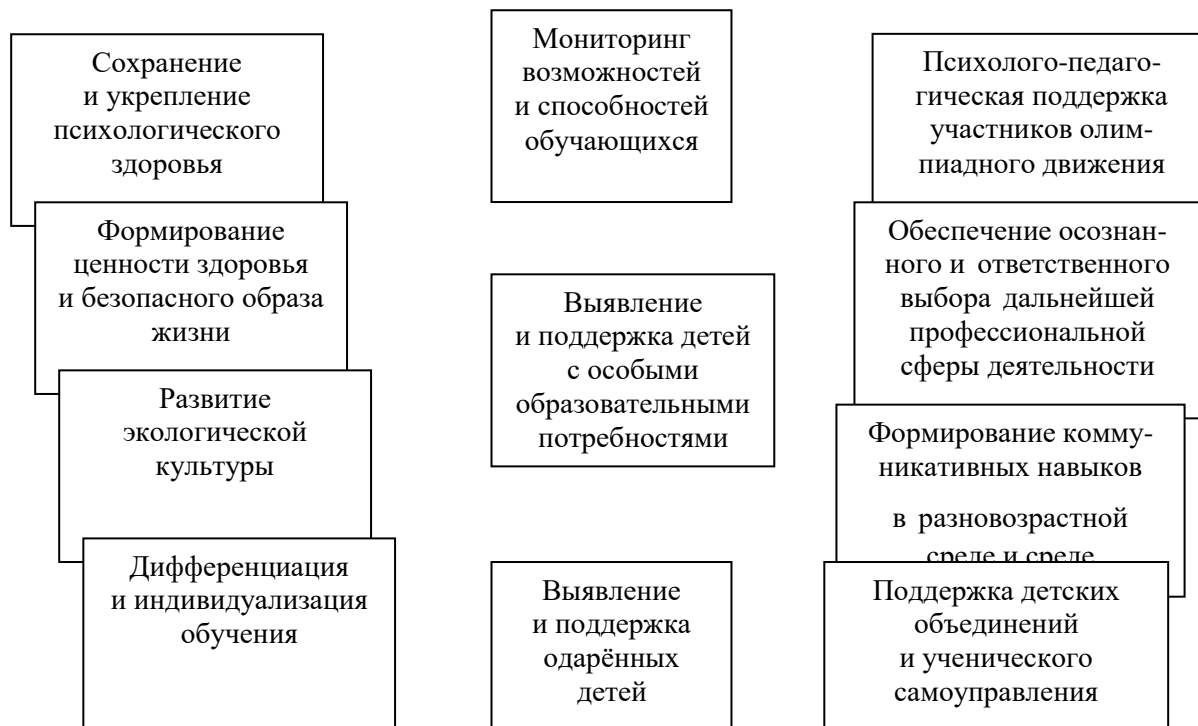 Сохранение
и укрепление
психологического
здоровья
Формирование
ценности здоровья
и безопасного образа
жизни
Развитие
экологической
культуры
Дифференциация
и индивидуализация
обучения
Мониторинг
возможностей
и способностей
обучающихся
Выявление
и поддержка детей
с особыми
образовательными
потребностями
Выявление
и поддержка
одарённых
детей
Психолого-педаго-
гическая поддержка
участников олим-
пиадного движения
Обеспечение осознан-
ного и ответственного
выбора дальнейшей
профессиональной
сферы деятельности
Формирование комму-
никативных навыков
в разновозрастной
среде и среде
Поддержка детских
объединений
и ученического
самоуправления